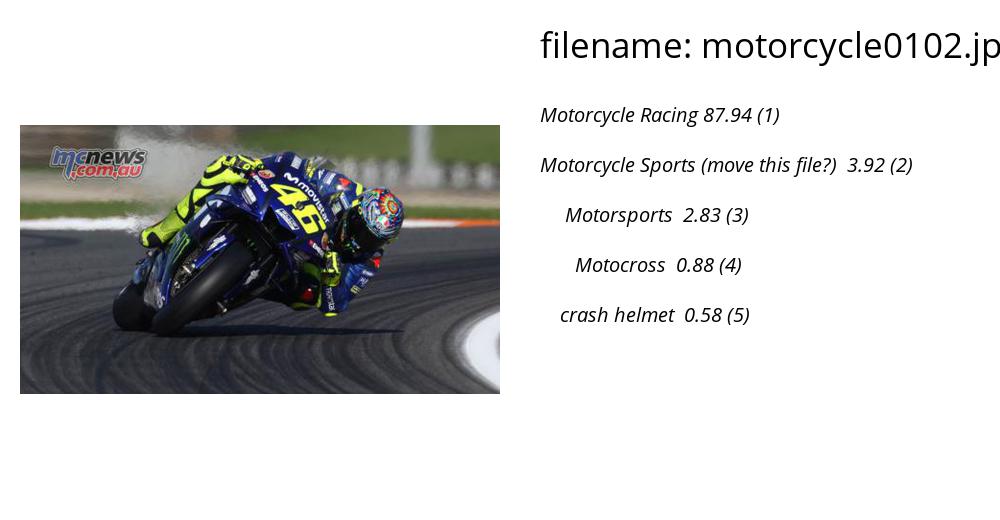 filename: motorcycle0102.jp
Motorcycle Racing 87.94 (1)
Motorcycle Sports (move this file?) 3.92 (2)
Motorsports 2.83 (3)
Motocross 0.88 (4)
crash helmet 0.58 (5)
mcnews
.com.au
movistar
46